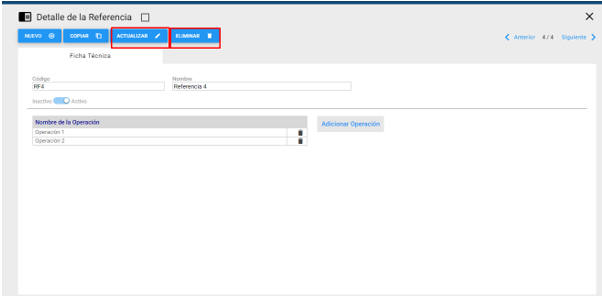 Detalle de la Referencia
NUEVO COPIAR ACTUALIZAR ELIMINAR
Anterior 4 / 4 Siguiente
Ficha Técnica
Código Nombre
RF4 Referencia 4
Inactivo Activo
Nombre de la Operación
Adicionar Operación
Operación 1
Operación 2